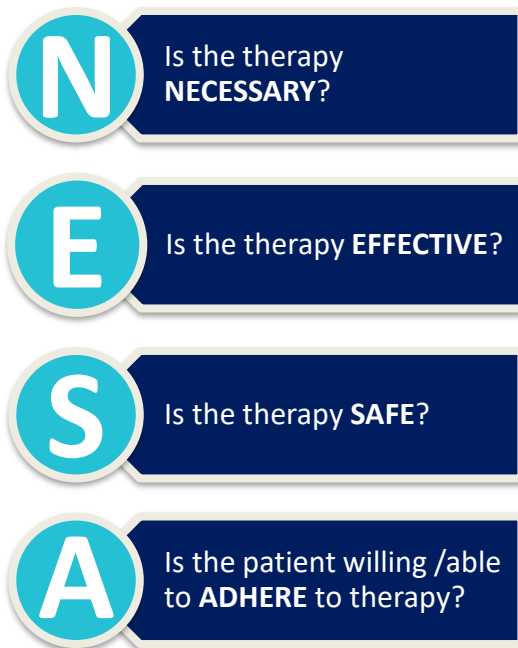 N
Is the therapy
NECESSARY?
E
Is the therapy EFFECTIVE?
S
Is the therapy SAFE?
A
Is the patient willing /able
to ADHERE to therapy?